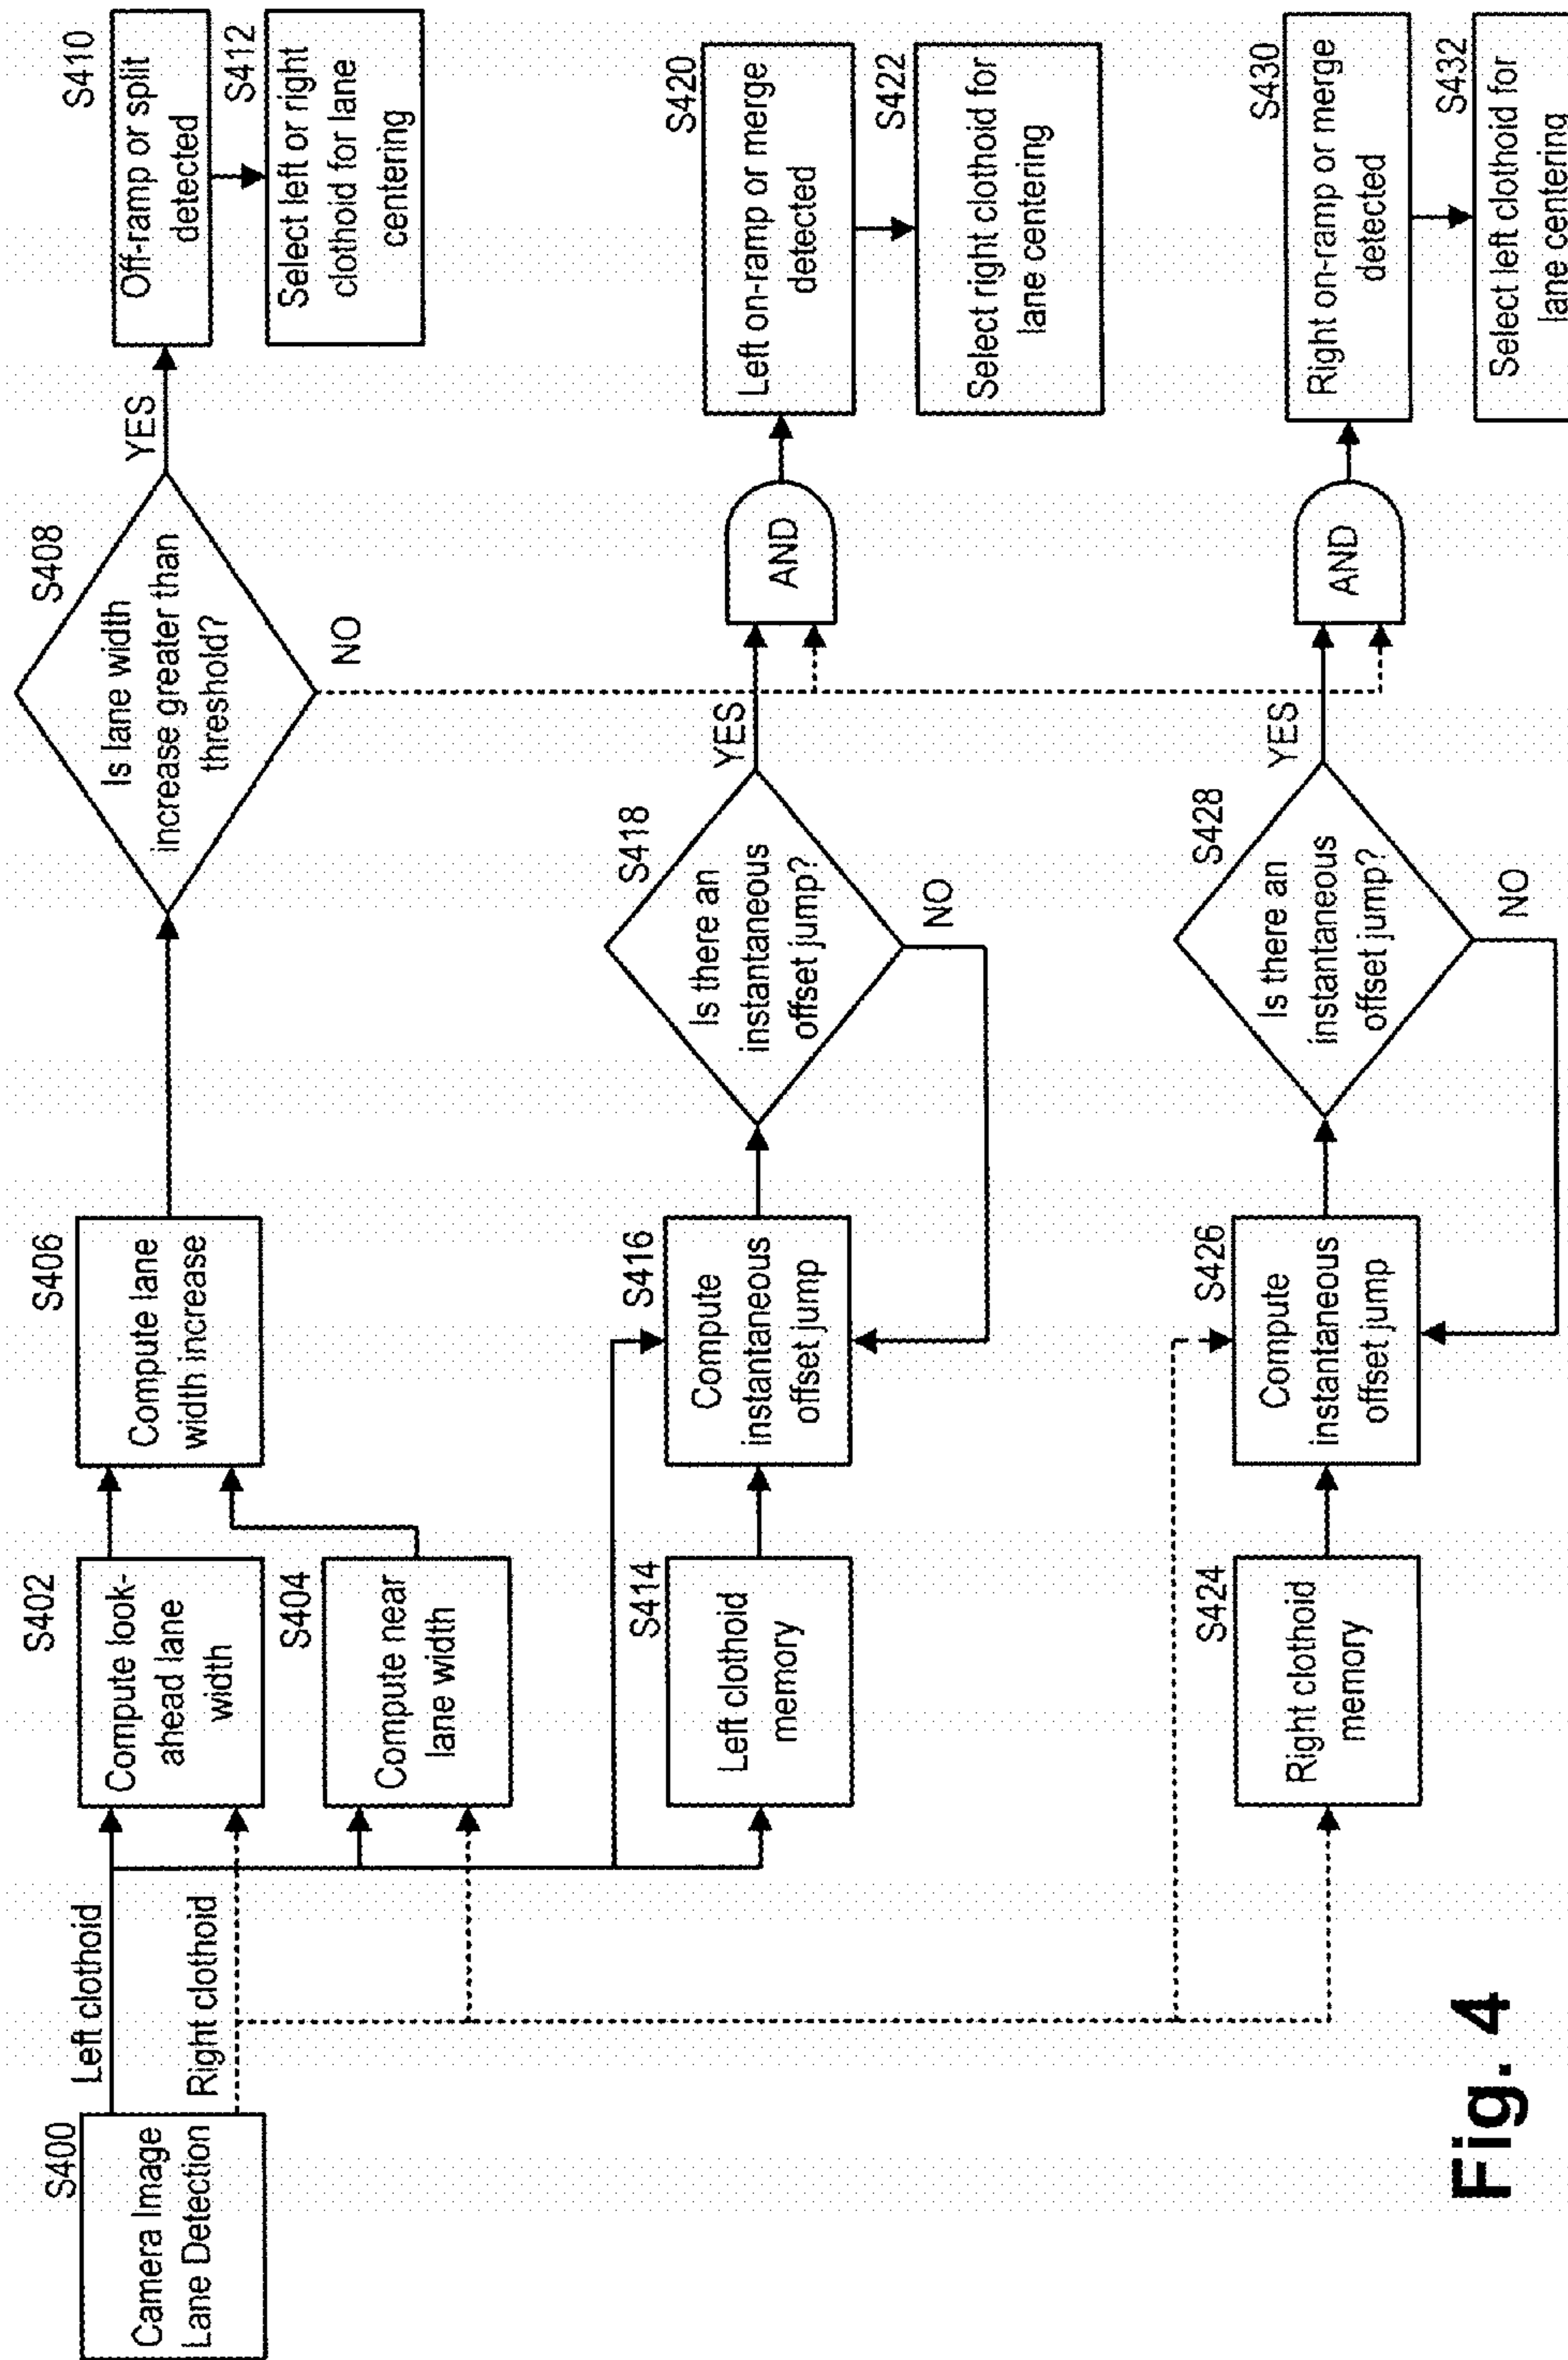 S400
Camera Image
Lane Detection
Left clothoid
Right clothoid
S402
Compute look-
ahead lane
width
S404
Compute near
lane width
S406
Compute lane
width increase
S408
Is lane width
increase greater than
threshold?
YES
NO
S410
Off-ramp or split
detected
S412
Select left or right
clothoid for lane
centering
S414
Left clothoid
memory
S416
Compute
instantaneous
offset jump
S418
Is there an
instantaneous
offset jump?
YES
NO
AND
S420
Left on-ramp or merge
detected
S422
Select right clothoid for
lane centering
S424
Right clothoid
memory
S426
Compute
instantaneous
offset jump
S428
Is there an
instantaneous
offset jump?
YES
NO
AND
S430
Right on-ramp or merge
detected
S432
Select left clothoid for
lane centering
Fig. 4